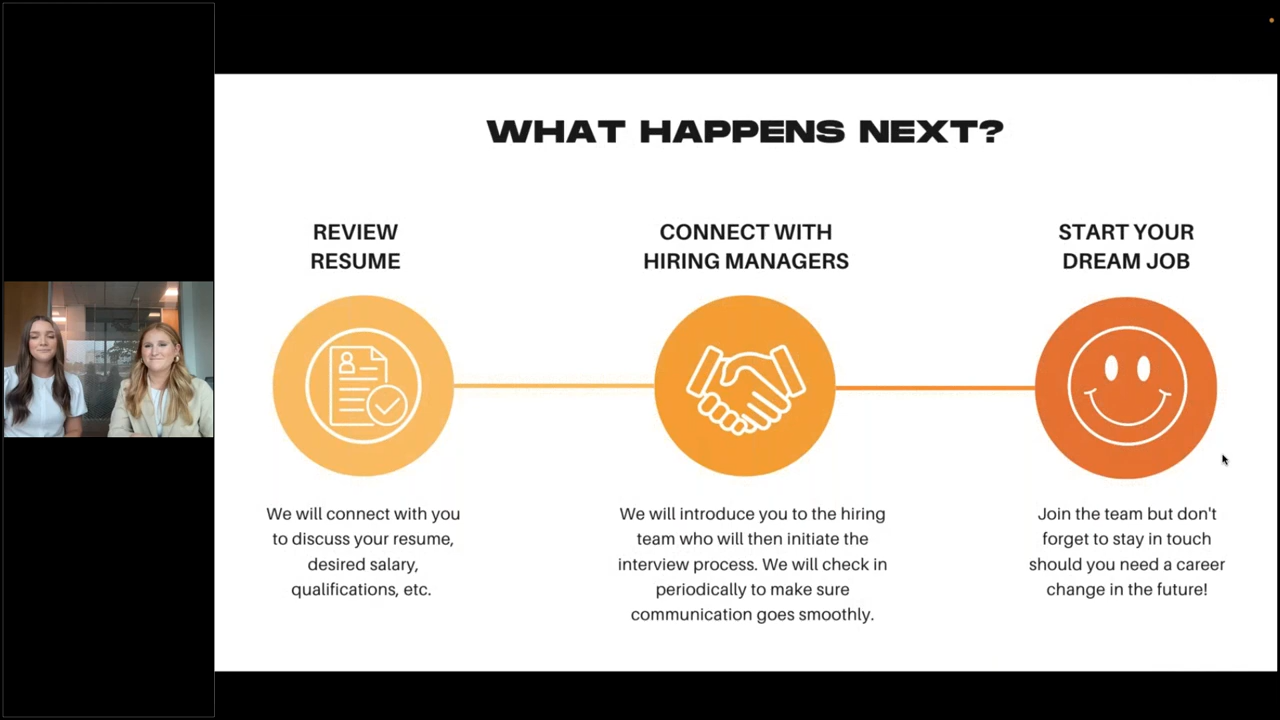 WHAT HAPPENS NEXT?
REVIEW
RESUME
We will connect with you
to discuss your resume,
desired salary,
qualifications, etc.
CONNECT WITH
HIRING MANAGERS
We will introduce you to the hiring
team who will then initiate the
interview process. We will check in
periodically to make sure
communication goes smoothly.
START YOUR
DREAM JOB
Join the team but don't
forget to stay in touch
should you need a career
change in the future!